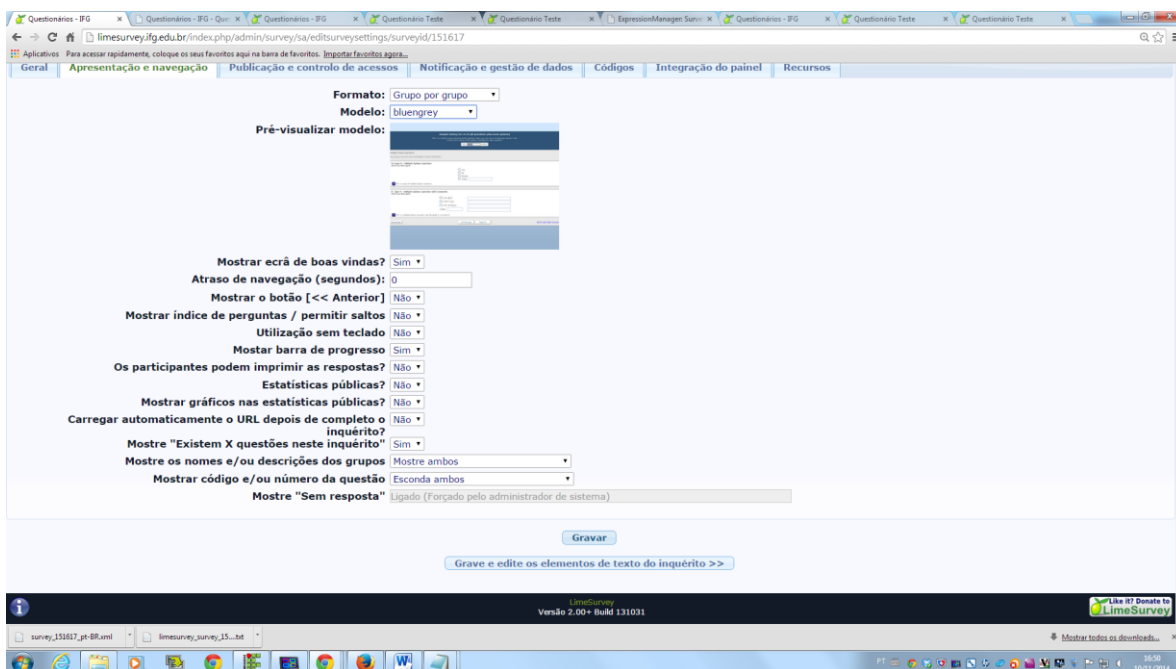 Questionários - IFG Questionários - IFG - Que Questionários - IFG Questionário Teste Questionário Teste ExpressionManager: Surve Questionários - IFG Questionário Teste Questionário Teste
limesurvey.ifg.edu.br/index.php/admin/survey/sa/editsurveysettings/surveyid/151617
Aplicativos Para acessar rapidamente, coloque os seus favoritos aqui na barra de favoritos. Importar favoritos agora...
Geral Apresentação e navegação Publicação e controlo de acessos Notificação e gestão de dados Códigos Integração do painel Recursos
Formato: Grupo por grupo
Modelo: bluengrey
Pré-visualizar modelo:
Mostrar ecrâ de boas vindas? Sim
Atraso de navegação (segundos): 0
Mostrar o botão [<< Anterior] Não
Mostrar índice de perguntas / permitir saltos Não
Utilização sem teclado Não
Mostar barra de progresso Sim
Os participantes podem imprimir as respostas? Não
Estatísticas públicas? Não
Mostrar gráficos nas estatísticas públicas? Não
Carregar automaticamente o URL depois de completo o Não
inquérito?
Mostre "Existem X questões neste inquérito" Sim
Mostre os nomes e/ou descrições dos grupos Mostre ambos
Mostrar código e/ou número da questão Esconda ambos
Mostre "Sem resposta" Ligado (Forçado pelo administrador de sistema)
Gravar
Grave e edite os elementos de texto do inquérito >>
LimeSurvey
Versão 2.00+ Build 131031
Like it? Donate to
LimeSurvey
survey_151617_pt-BR.xml limesurvey_survey_15....txt Mostrar todos os downloads...
PT 16:50
10/11/2014